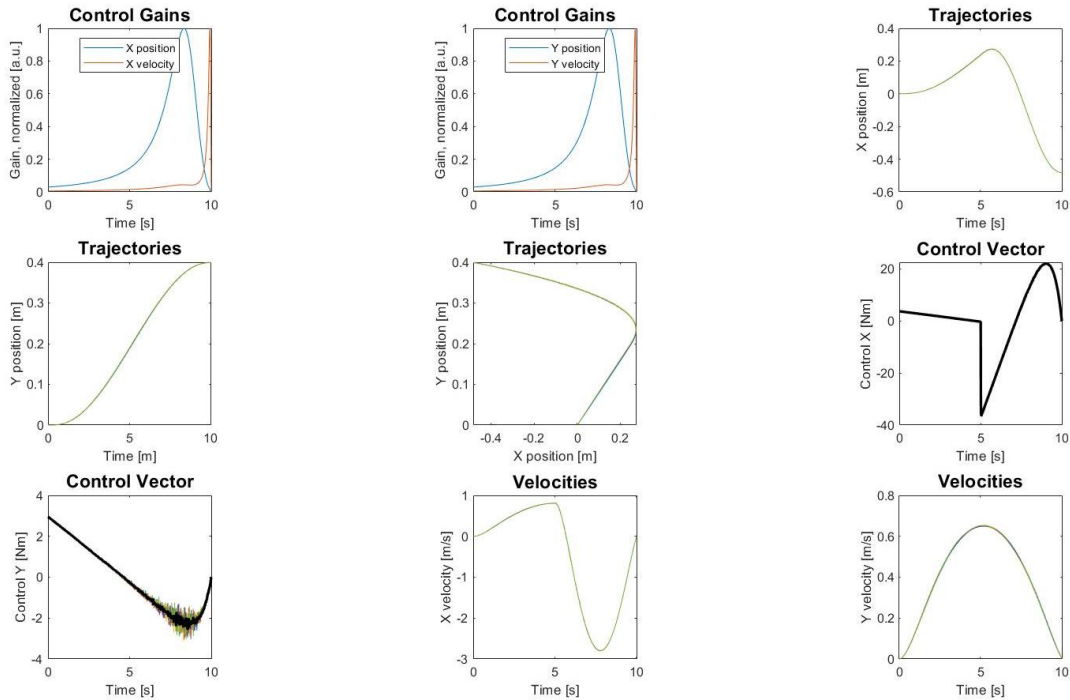 Control Gains
X position
X velocity
Gain, normalized [a.u.]
1
0.8
0.6
0.4
0.2
0
0
5
10
Time [s]
Control Gains
Y position
Y velocity
Gain, normalized [a.u.]
1
0.8
0.6
0.4
0.2
0
0
5
10
Time [s]
Trajectories
X position [m]
0.4
0.2
0
-0.2
-0.4
-0.6
0
5
10
Time [s]
Trajectories
Y position [m]
0.4
0.3
0.2
0.1
0
0
5
10
Time [m]
Trajectories
Y position [m]
0.4
0.3
0.2
0.1
0
-0.4
-0.2
0
0.2
X position [m]
Control Vector
Control X [Nm]
20
0
-20
-40
0
5
10
Time [s]
Control Vector
Control Y [Nm]
4
2
0
-2
-4
0
5
10
Time [s]
Velocities
X velocity [m/s]
1
0
-1
-2
-3
0
5
10
Time [s]
Velocities
Y velocity [m/s]
0.8
0.6
0.4
0.2
0
0
5
10
Time [s]